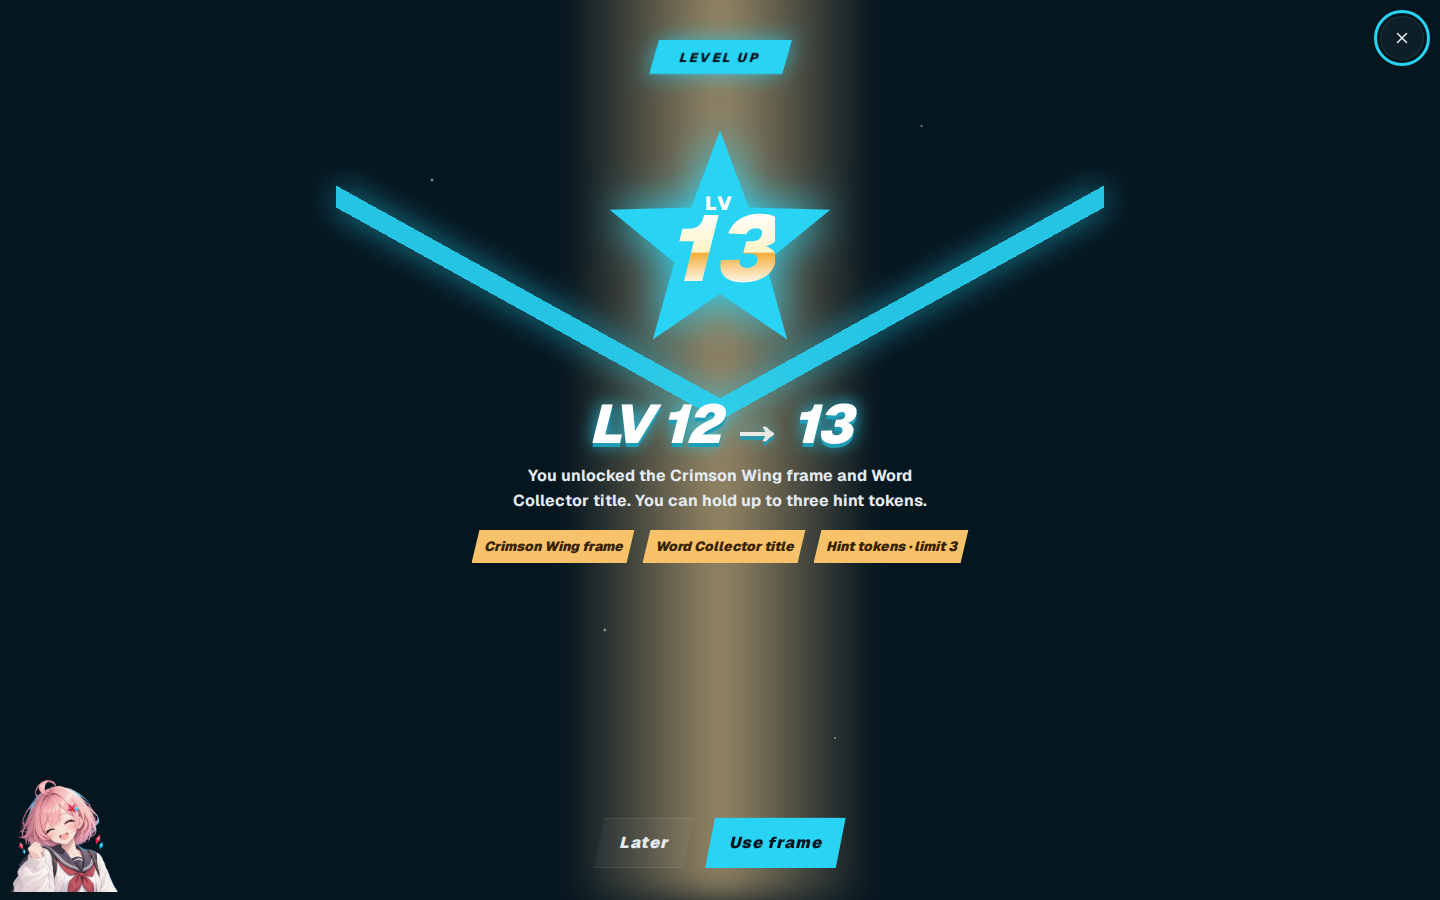 LEVEL UP
LV
13
LV 12 → 13
You unlocked the Crimson Wing frame and Word
Collector title. You can hold up to three hint tokens.
Crimson Wing frame
Word Collector title
Hint tokens · limit 3
Later
Use frame